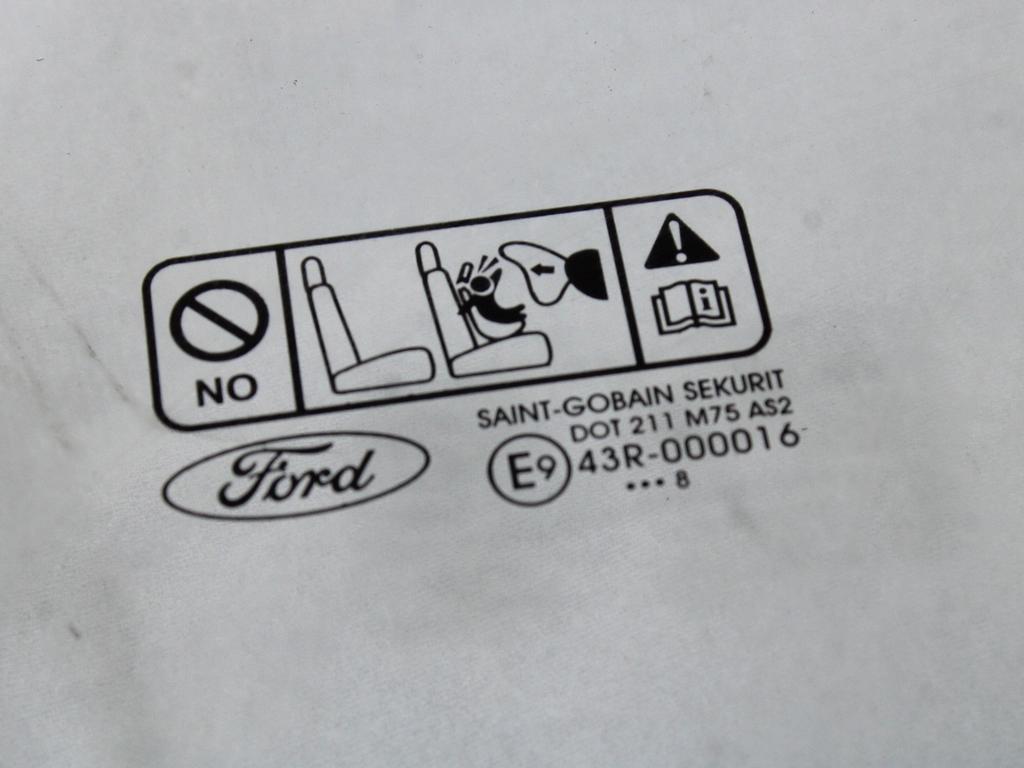 NO
Ford
SAINT-GOBAIN SEKURIT
DOT 211 M75 AS2
E9 43R-000016
••• 8